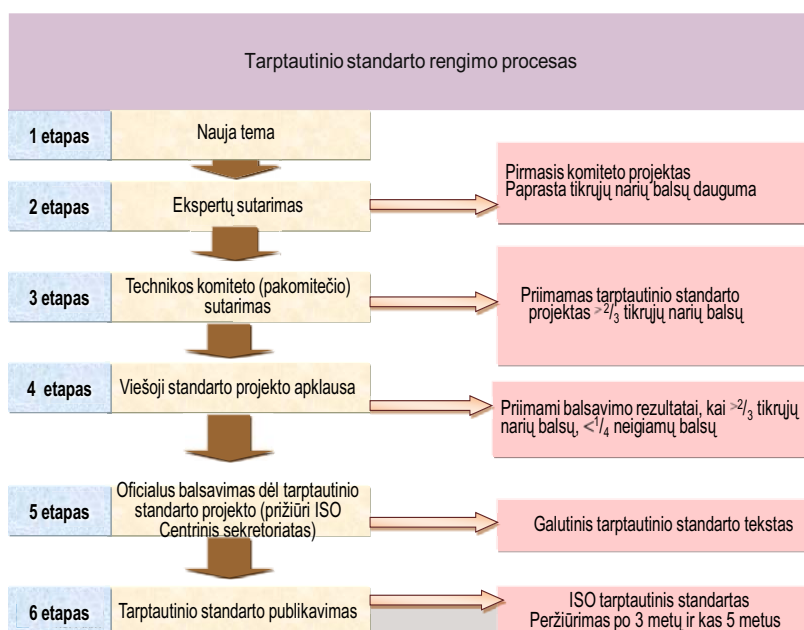 Tarptautinio standarto rengimo procesas
1 etapas
Nauja tema
2 etapas
Ekspertų sutarimas
Pirmasis komiteto projektas
Paprasta tikrųjų narių balsų dauguma
3 etapas
Technikos komiteto (pakomitečio)
sutarimas
Priimamas tarptautinio standarto
projektas >2/3 tikrųjų narių balsų
4 etapas
Viešoji standarto projekto apklausa
Priimami balsavimo rezultatai, kai >2/3 tikrųjų
narių balsų, <1/4 neigiamų balsų
5 etapas
Oficialus balsavimas dėl tarptautinio
standarto projekto (prižiūri ISO
Centrinis sekretoriatas)
Galutinis tarptautinio standarto tekstas
6 etapas
Tarptautinio standarto publikavimas
ISO tarptautinis standartas
Peržiūrimas po 3 metų ir kas 5 metus